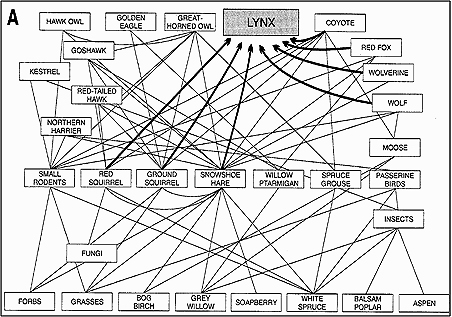 A
HAWK OWL
GOLDEN
EAGLE
GREAT-
HORNED OWL
LYNX
COYOTE
GOSHAWK
RED FOX
KESTREL
WOLVERINE
RED-TAILED
HAWK
WOLF
NORTHERN
HARRIER
MOOSE
SMALL
RODENTS
RED
SQUIRREL
GROUND
SQUIRREL
SNOWSHOE
HARE
WILLOW
PTARMIGAN
SPRUCE
GROUSE
PASSERINE
BIRDS
INSECTS
FUNGI
FORBS
GRASSES
BOG
BIRCH
GREY
WILLOW
SOAPBERRY
WHITE
SPRUCE
BALSAM
POPLAR
ASPEN